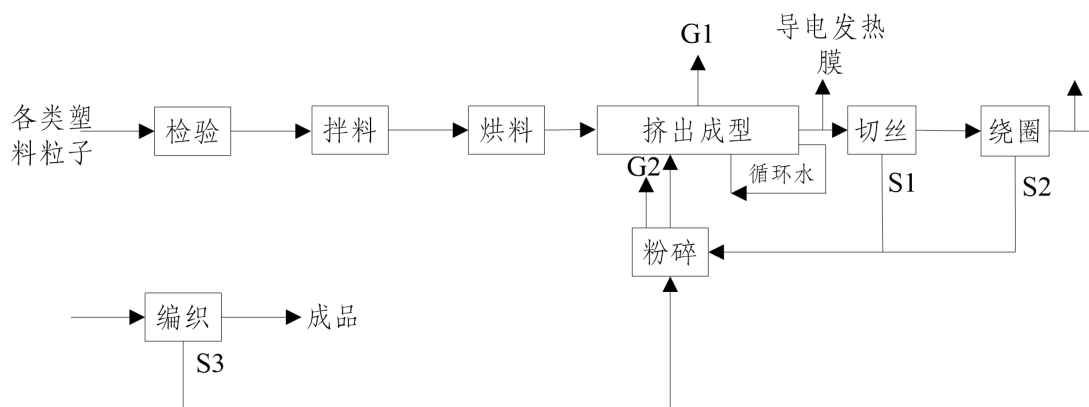 G1
导电发热
膜
各类塑
料粒子
检验
拌料
烘料
挤出成型
切丝
绕圈
G2
循环水
S1
S2
粉碎
编织
成品
S3